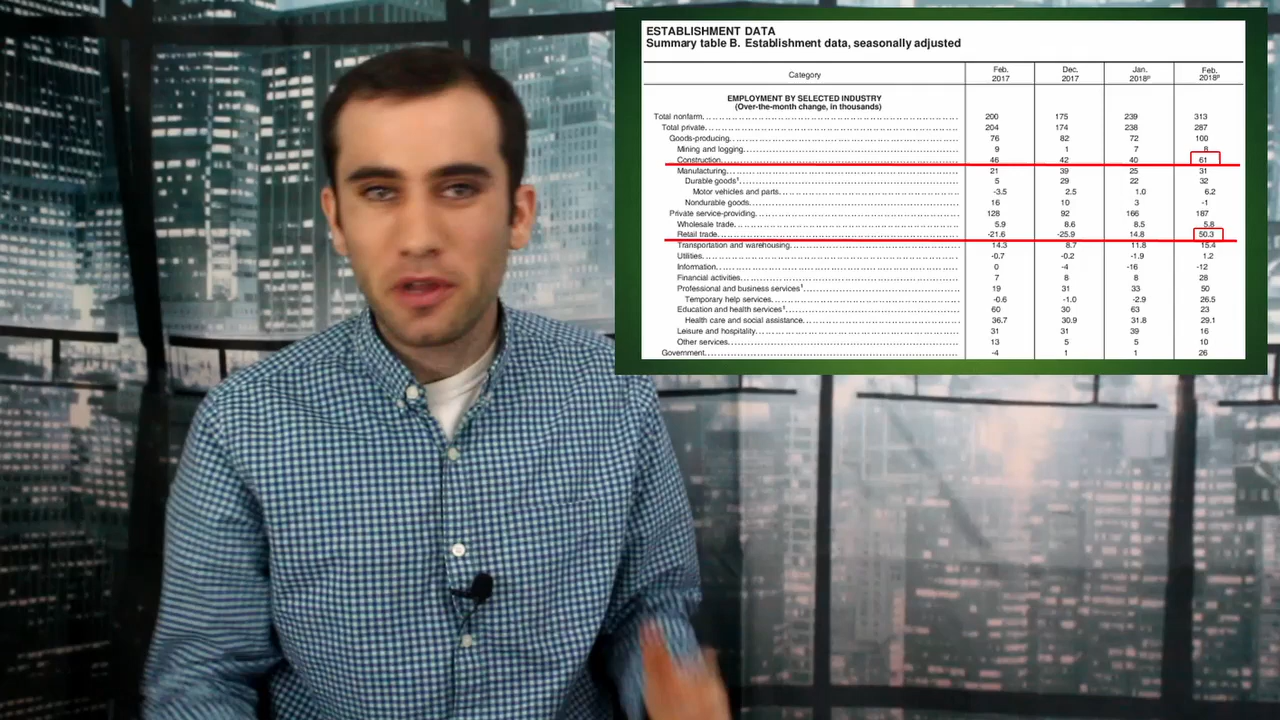 ESTABLISHMENT DATA
Summary table B. Establishment data, seasonally adjusted
Category Feb. 2017 Dec. 2017 Jan. 2018ᵖ Feb. 2018ᵖ
EMPLOYMENT BY SELECTED INDUSTRY
(Over-the-month change, in thousands)
Total nonfarm 200 175 239 313
Total private 204 174 238 287
Goods-producing 76 82 72 100
Mining and logging 9 1 7 8
Construction 46 42 40 61
Manufacturing 21 39 25 31
Durable goods¹ 5 29 22 32
Motor vehicles and parts -3.5 2.5 1.0 6.2
Nondurable goods 16 10 3 -1
Private service-providing 128 92 166 187
Wholesale trade 5.9 8.6 8.5 5.8
Retail trade -21.6 -25.9 14.8 50.3
Transportation and warehousing 14.3 8.7 11.8 15.4
Utilities -0.7 -0.2 -1.9 1.2
Information 0 -4 -16 -12
Financial activities 7 8 8 28
Professional and business services¹ 19 31 33 50
Temporary help services -0.6 -1.0 -2.9 26.5
Education and health services¹ 60 30 63 23
Health care and social assistance 36.7 30.9 31.8 29.1
Leisure and hospitality 31 31 39 16
Other services 13 5 5 10
Government -4 1 1 26